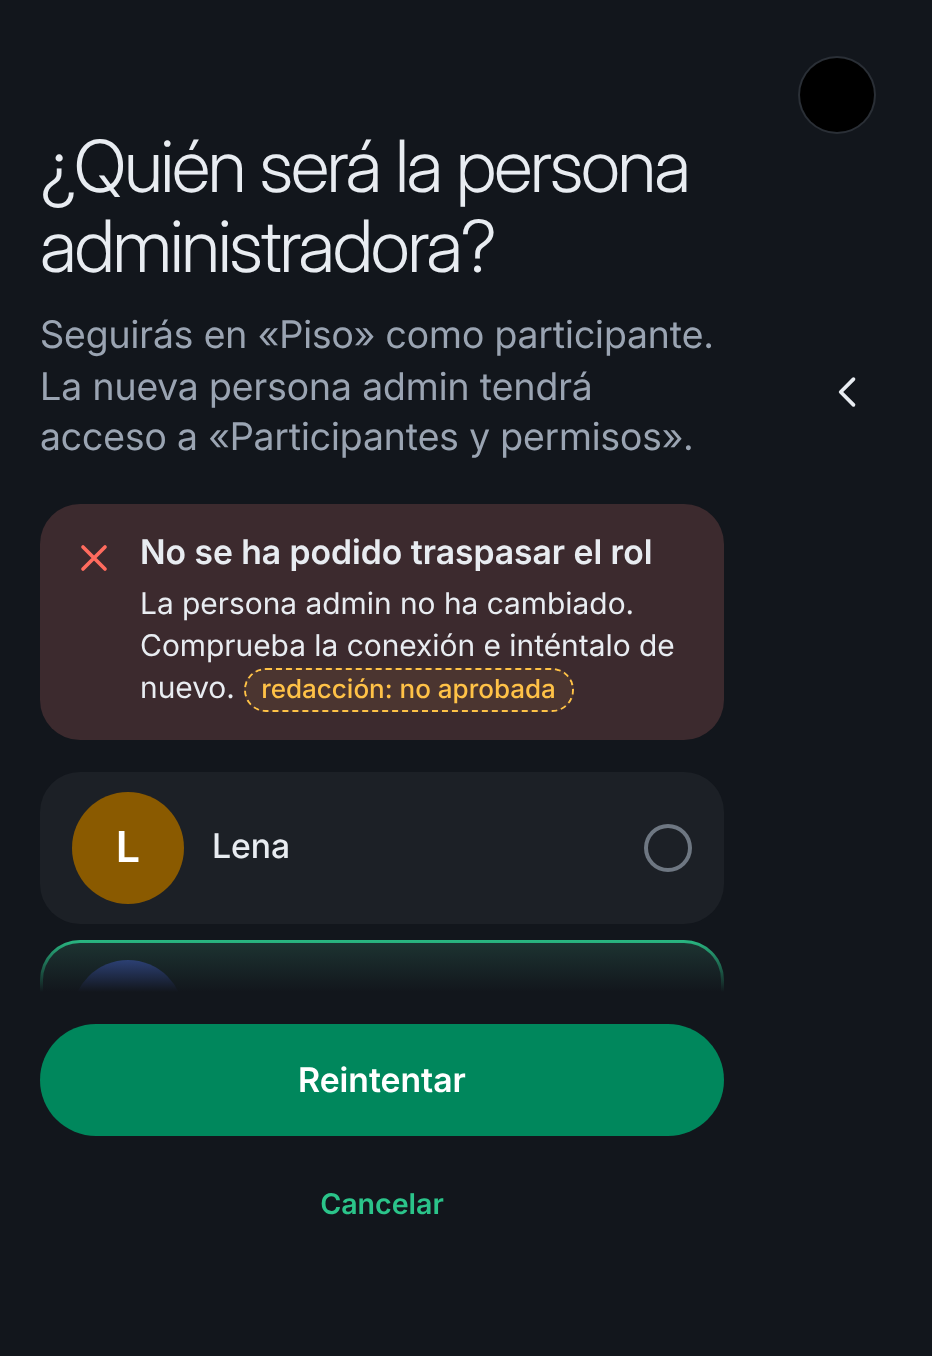 ¿Quién será la persona
administradora?
Seguirás en «Piso» como participante.
La nueva persona admin tendrá
acceso a «Participantes y permisos».
No se ha podido traspasar el rol
La persona admin no ha cambiado.
Comprueba la conexión e inténtalo de
nuevo. redacción: no aprobada
L Lena
Reintentar
Cancelar